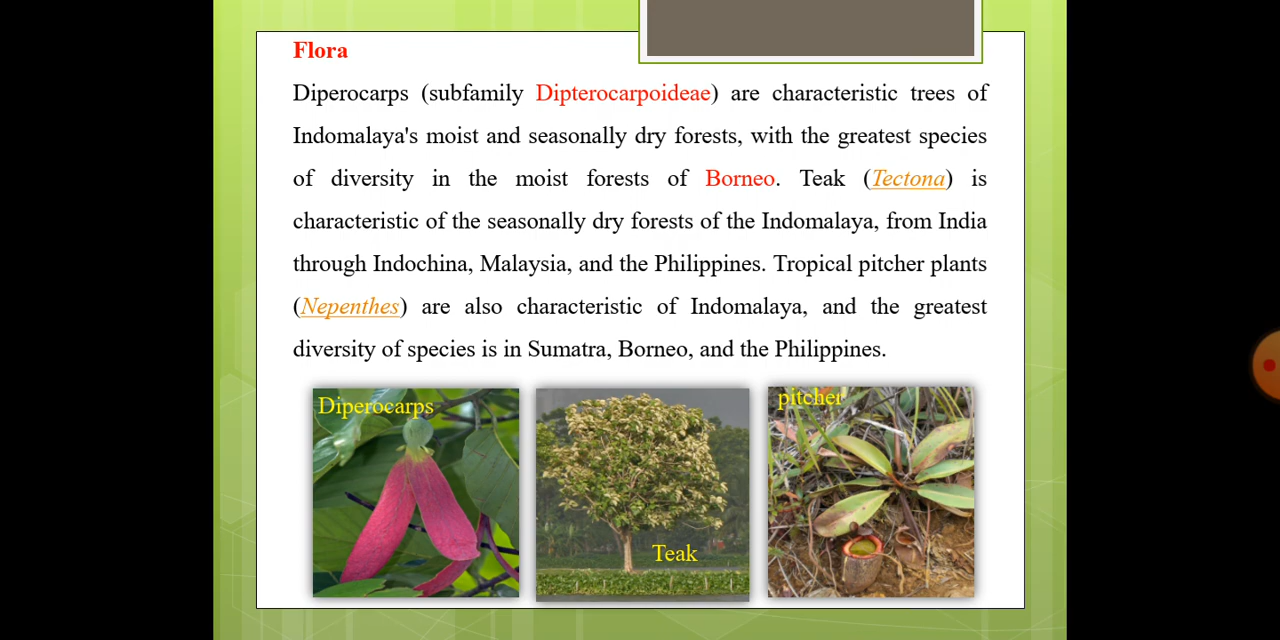 Flora
Diperocarps (subfamily Dipterocarpoideae) are characteristic trees of
Indomalaya's moist and seasonally dry forests, with the greatest species
of diversity in the moist forests of Borneo. Teak (Tectona) is
characteristic of the seasonally dry forests of the Indomalaya, from India
through Indochina, Malaysia, and the Philippines. Tropical pitcher plants
(Nepenthes) are also characteristic of Indomalaya, and the greatest
diversity of species is in Sumatra, Borneo, and the Philippines.
Diperocarps
Teak
pitcher